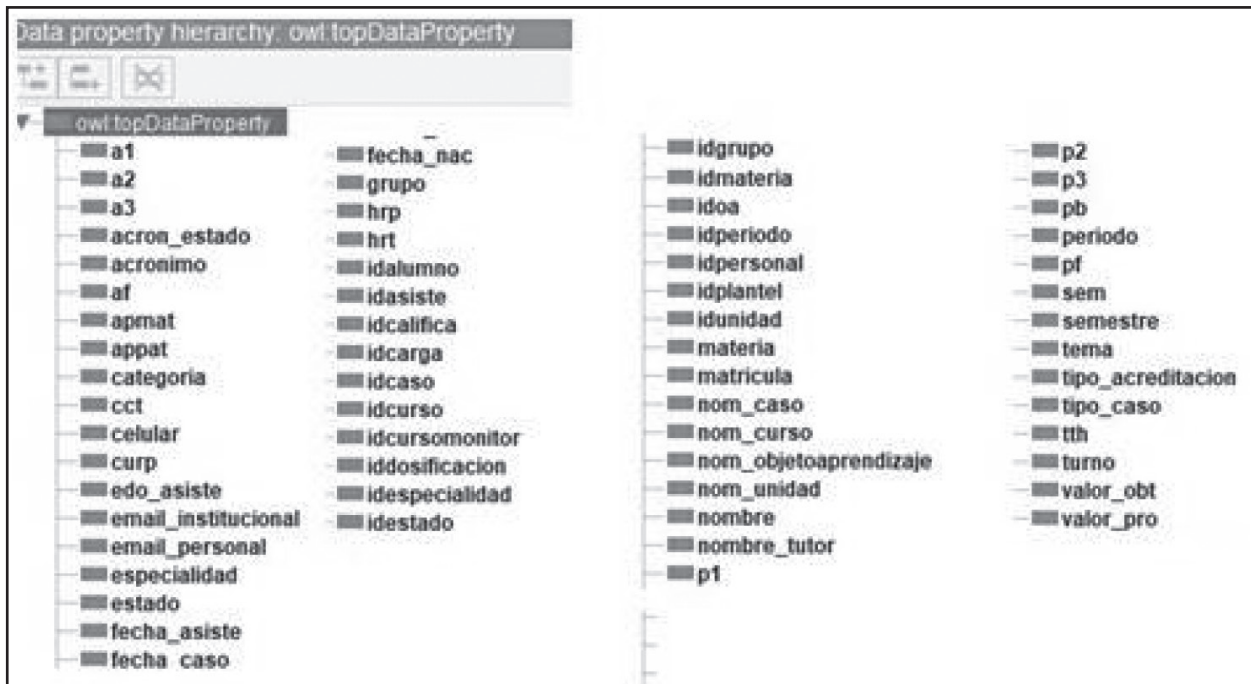 Data property hierarchy: owl:topDataProperty
owl:topDataProperty
a1
a2
a3
acron_estado
acronimo
af
apmat
appat
categoria
cct
celular
curp
edo_asiste
email_institucional
email_personal
especialidad
estado
fecha_asiste
fecha_caso
fecha_nac
grupo
hrp
hrt
idalumno
idasiste
idcalifica
idcarga
idcaso
idcurso
idcursomonitor
iddosificacion
idespecialidad
idestado
idgrupo
idmateria
idoa
idperiodo
idpersonal
idplantel
idunidad
materia
matricula
nom_caso
nom_curso
nom_objetoaprendizaje
nom_unidad
nombre
nombre_tutor
p1
p2
p3
pb
periodo
pf
sem
semestre
tema
tipo_acreditacion
tipo_caso
tth
turno
valor_obt
valor_pro